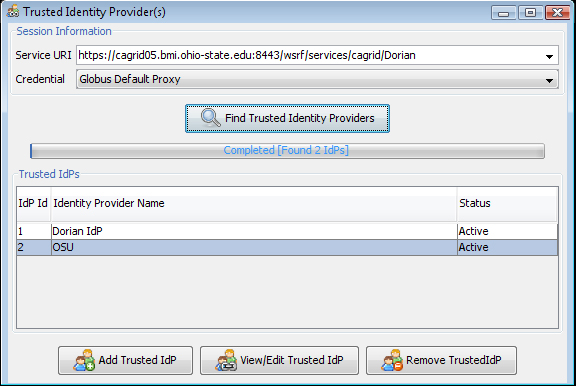 Trusted Identity Provider(s)
Session Information
Service URI https://cagrid05.bmi.ohio-state.edu:8443/wsrf/services/cagrid/Dorian
Credential Globus Default Proxy
Find Trusted Identity Providers
Completed [Found 2 IdPs]
Trusted IdPs
IdP Id Identity Provider Name Status
1 Dorian IdP Active
2 OSU Active
Add Trusted IdP View/Edit Trusted IdP Remove TrustedIdP